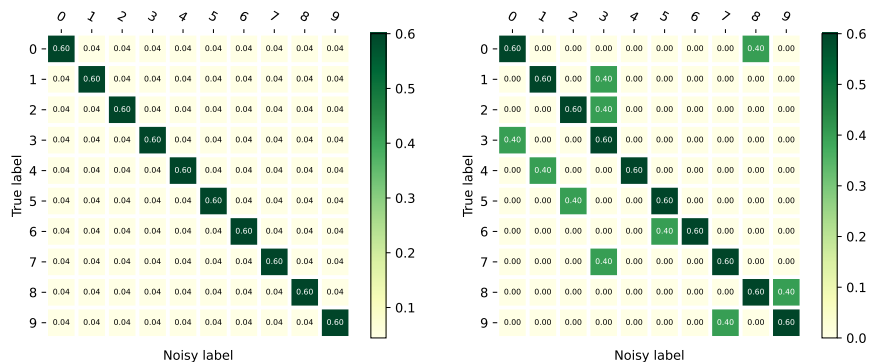 0 1 2 3 4 5 6 7 8 9
0 0.60 0.04 0.04 0.04 0.04 0.04 0.04 0.04 0.04 0.04
1 0.04 0.60 0.04 0.04 0.04 0.04 0.04 0.04 0.04 0.04
2 0.04 0.04 0.60 0.04 0.04 0.04 0.04 0.04 0.04 0.04
3 0.04 0.04 0.04 0.60 0.04 0.04 0.04 0.04 0.04 0.04
4 0.04 0.04 0.04 0.04 0.60 0.04 0.04 0.04 0.04 0.04
5 0.04 0.04 0.04 0.04 0.04 0.60 0.04 0.04 0.04 0.04
6 0.04 0.04 0.04 0.04 0.04 0.04 0.60 0.04 0.04 0.04
7 0.04 0.04 0.04 0.04 0.04 0.04 0.04 0.60 0.04 0.04
8 0.04 0.04 0.04 0.04 0.04 0.04 0.04 0.04 0.60 0.04
9 0.04 0.04 0.04 0.04 0.04 0.04 0.04 0.04 0.04 0.60
True label
Noisy label
0.6
0.5
0.4
0.3
0.2
0.1
0 1 2 3 4 5 6 7 8 9
0 0.60 0.00 0.00 0.00 0.00 0.00 0.00 0.00 0.40 0.00
1 0.00 0.60 0.00 0.40 0.00 0.00 0.00 0.00 0.00 0.00
2 0.00 0.00 0.60 0.40 0.00 0.00 0.00 0.00 0.00 0.00
3 0.40 0.00 0.00 0.60 0.00 0.00 0.00 0.00 0.00 0.00
4 0.00 0.40 0.00 0.00 0.60 0.00 0.00 0.00 0.00 0.00
5 0.00 0.00 0.40 0.00 0.00 0.60 0.00 0.00 0.00 0.00
6 0.00 0.00 0.00 0.00 0.00 0.40 0.60 0.00 0.00 0.00
7 0.00 0.00 0.00 0.40 0.00 0.00 0.00 0.60 0.00 0.00
8 0.00 0.00 0.00 0.00 0.00 0.00 0.00 0.00 0.60 0.40
9 0.00 0.00 0.00 0.00 0.00 0.00 0.00 0.40 0.00 0.60
True label
Noisy label
0.6
0.5
0.4
0.3
0.2
0.1
0.0